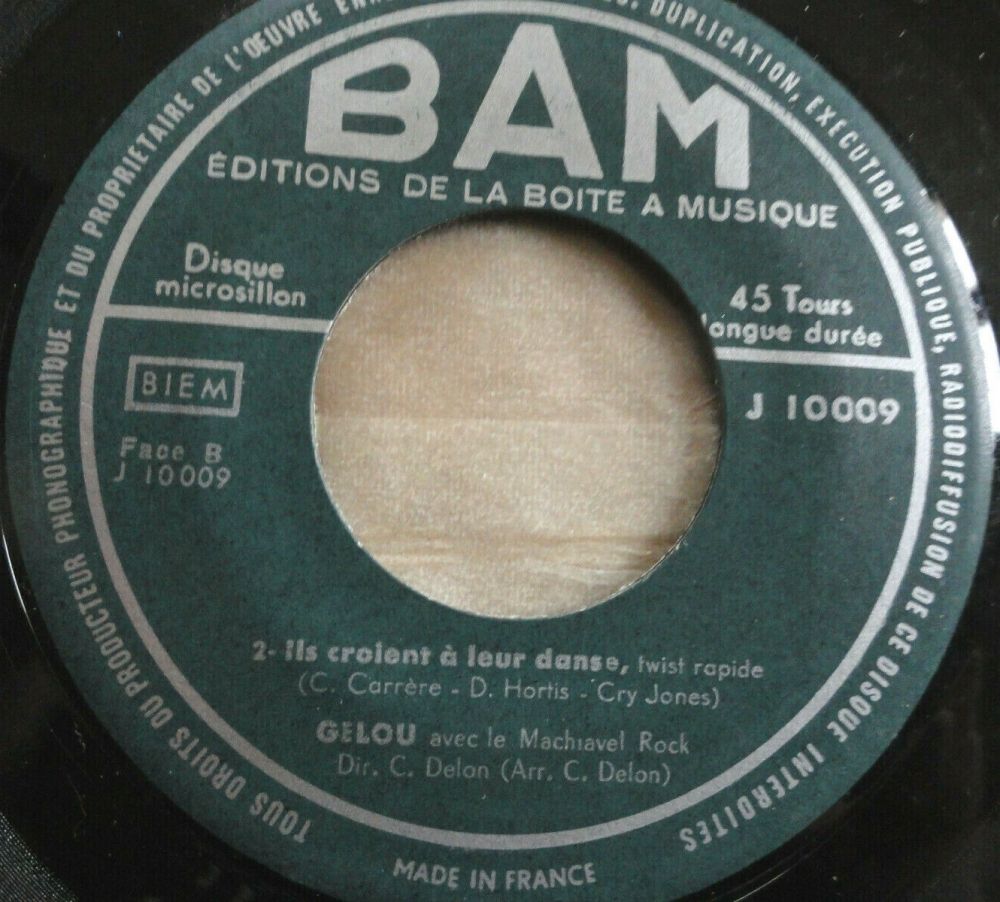 TOUS DROITS DU PRODUCTEUR PHONOGRAPHIQUE ET DU PROPRIETAIRE DE L'ŒUVRE
DUPLICATION, EXECUTION PUBLIQUE, RADIODIFFUSION DE CE DISQUE INTERDITES
BAM
ÉDITIONS DE LA BOITE A MUSIQUE
Disque
microsillon
45 Tours
longue durée
BIEM
J 10009
Face B
J 10009
2- Ils croient à leur danse, twist rapide
(C. Carrère - D. Hortis - Cry Jones)
GELOU avec le Machiavel Rock
Dir. C. Delon (Arr. C. Delon)
MADE IN FRANCE